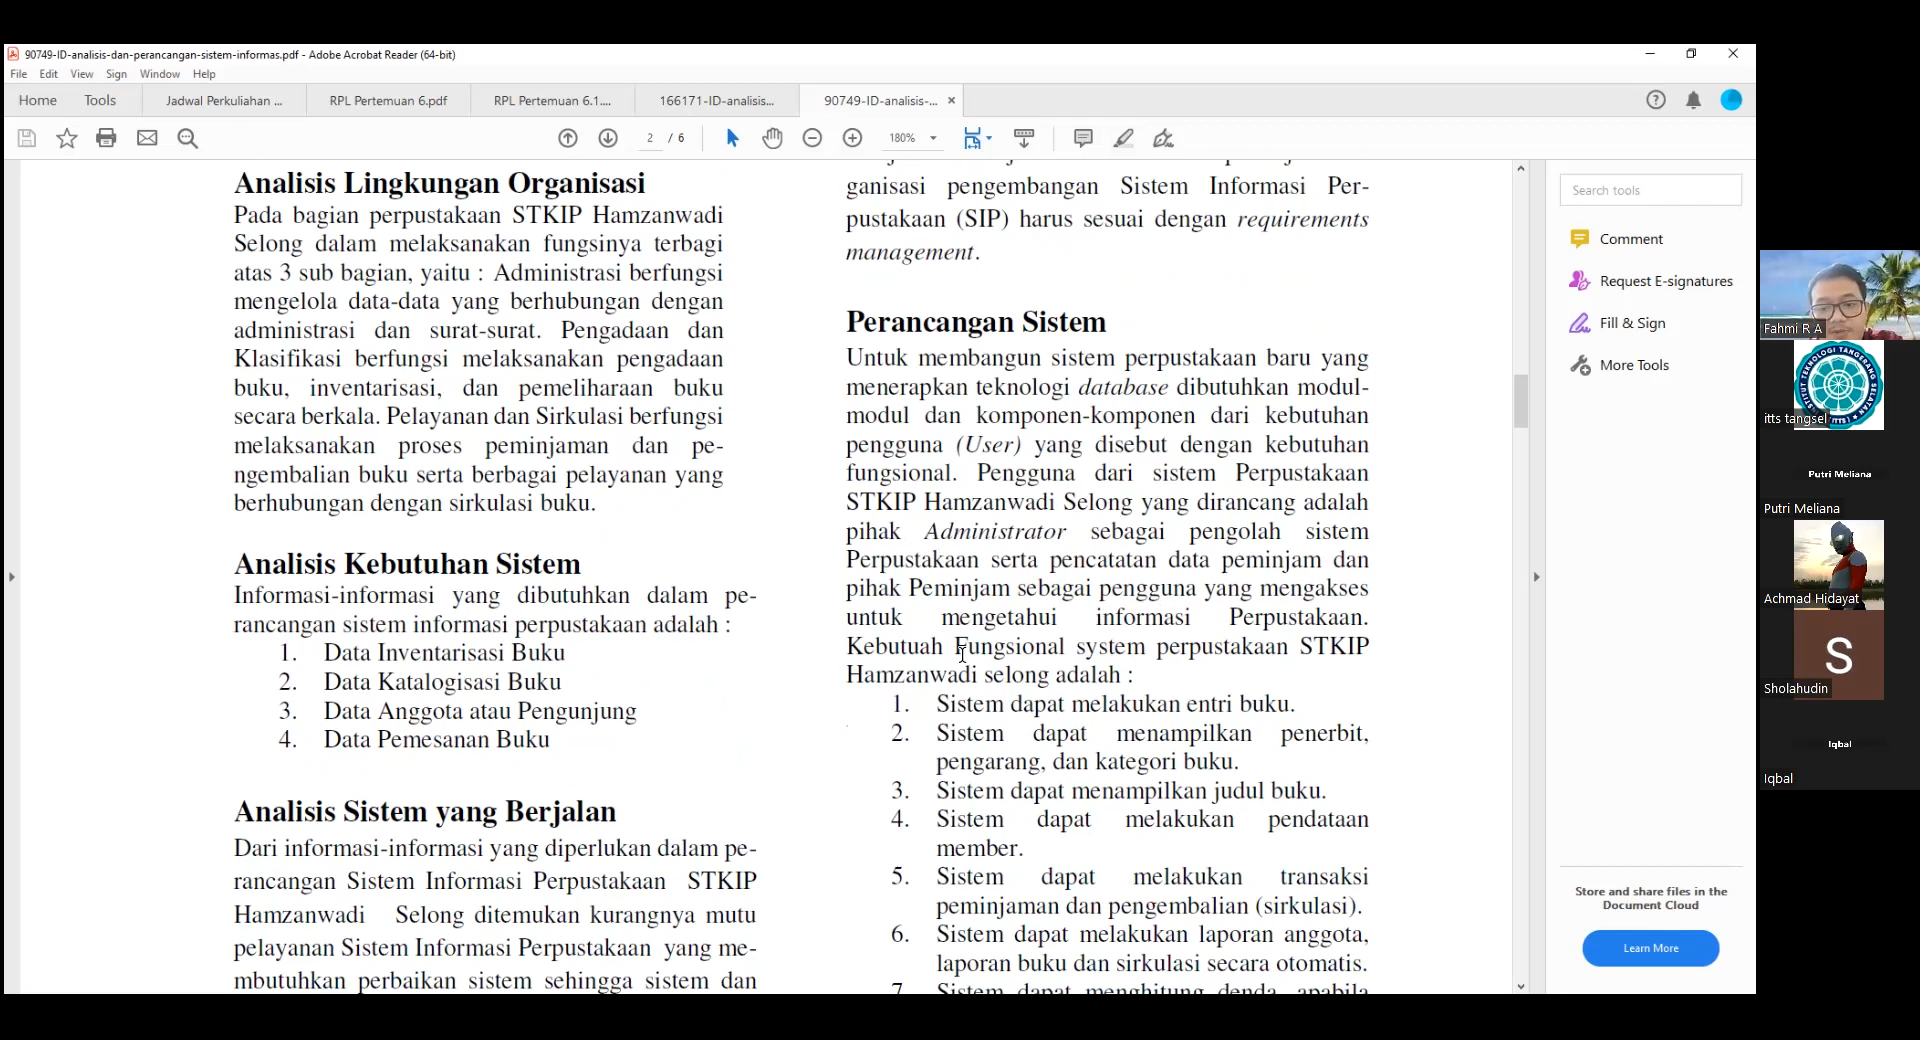 90749-ID-analisis-dan-perancangan-sistem-informas.pdf - Adobe Acrobat Reader (64-bit)
File Edit View Sign Window Help
Home Tools Jadwal Perkuliahan ... RPL Pertemuan 6.pdf RPL Pertemuan 6.1.... 166171-ID-analisis... 90749-ID-analisis-...
2 / 6 180%
Analisis Lingkungan Organisasi
Pada bagian perpustakaan STKIP Hamzanwadi
Selong dalam melaksanakan fungsinya terbagi
atas 3 sub bagian, yaitu : Administrasi berfungsi
mengelola data-data yang berhubungan dengan
administrasi dan surat-surat. Pengadaan dan
Klasifikasi berfungsi melaksanakan pengadaan
buku, inventarisasi, dan pemeliharaan buku
secara berkala. Pelayanan dan Sirkulasi berfungsi
melaksanakan proses peminjaman dan pe-
ngembalian buku serta berbagai pelayanan yang
berhubungan dengan sirkulasi buku.
Analisis Kebutuhan Sistem
Informasi-informasi yang dibutuhkan dalam pe-
rancangan sistem informasi perpustakaan adalah :
1. Data Inventarisasi Buku
2. Data Katalogisasi Buku
3. Data Anggota atau Pengunjung
4. Data Pemesanan Buku
Analisis Sistem yang Berjalan
Dari informasi-informasi yang diperlukan dalam pe-
rancangan Sistem Informasi Perpustakaan STKIP
Hamzanwadi Selong ditemukan kurangnya mutu
pelayanan Sistem Informasi Perpustakaan yang me-
mbutuhkan perbaikan sistem sehingga sistem dan
ganisasi pengembangan Sistem Informasi Per-
pustakaan (SIP) harus sesuai dengan requirements
management.
Perancangan Sistem
Untuk membangun sistem perpustakaan baru yang
menerapkan teknologi database dibutuhkan modul-
modul dan komponen-komponen dari kebutuhan
pengguna (User) yang disebut dengan kebutuhan
fungsional. Pengguna dari sistem Perpustakaan
STKIP Hamzanwadi Selong yang dirancang adalah
pihak Administrator sebagai pengolah sistem
Perpustakaan serta pencatatan data peminjam dan
pihak Peminjam sebagai pengguna yang mengakses
untuk mengetahui informasi Perpustakaan.
Kebutuah Fungsional system perpustakaan STKIP
Hamzanwadi selong adalah :
1. Sistem dapat melakukan entri buku.
2. Sistem dapat menampilkan penerbit,
pengarang, dan kategori buku.
3. Sistem dapat menampilkan judul buku.
4. Sistem dapat melakukan pendataan
member.
5. Sistem dapat melakukan transaksi
peminjaman dan pengembalian (sirkulasi).
6. Sistem dapat melakukan laporan anggota,
laporan buku dan sirkulasi secara otomatis.
7. Sistem dapat menghitung denda, apabila
Search tools
Comment
Request E-signatures
Fill & Sign
More Tools
Store and share files in the
Document Cloud
Learn More
Fahmi R A
INSTITUT TEKNOLOGI TANGERANG SELATAN (ITTS)
itts tangsel
Putri Meliana
Putri Meliana
Achmad Hidayat
S
Sholahudin
Iqbal
Iqbal